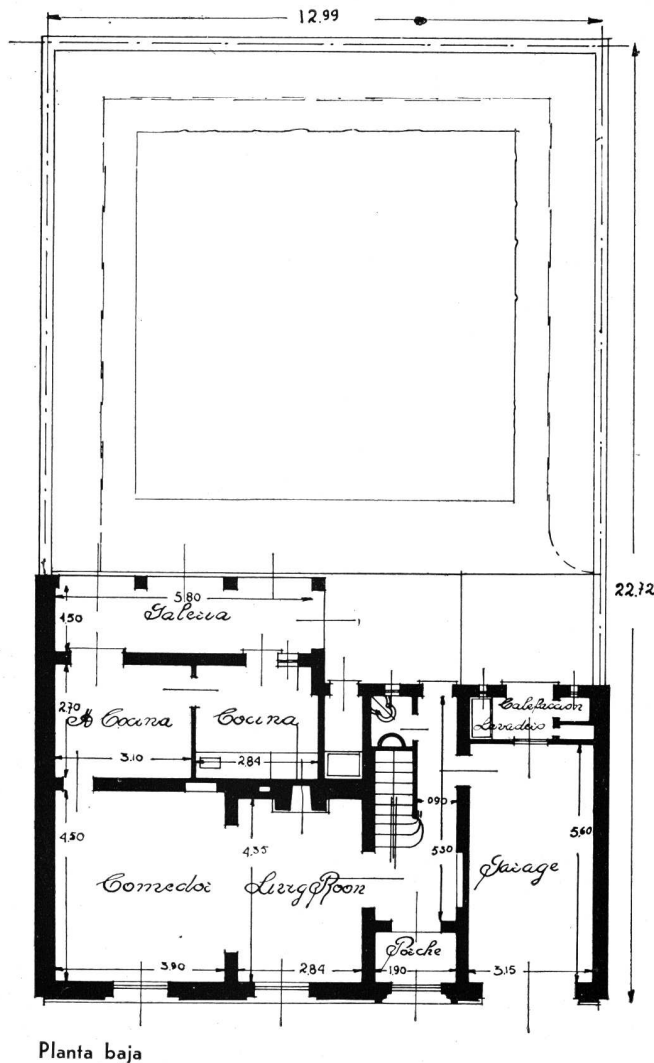 12.99
22.72
5.80
Galeria
1.50
2.70
A Cocina
Cocina
Calefaccion
Lavadero
3.10
2.84
0.90
4.50
4.35
5.30
5.60
Comedor
Livrg Roon
Garage
Porche
3.90
2.84
1.90
3.15
Planta baja